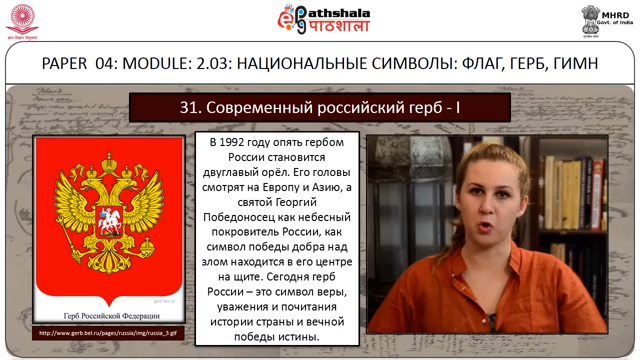 Pathshala
पाठशाला
MHRD
Govt. of India
PAPER 04: MODULE: 2.03: НАЦИОНАЛЬНЫЕ СИМВОЛЫ: ФЛАГ, ГЕРБ, ГИМН
31. Современный российский герб - I
В 1992 году опять гербом
России становится
двуглавый орёл. Его головы
смотрят на Европу и Азию, а
святой Георгий
Победоносец как небесный
покровитель России, как
символ победы добра над
злом находится в его центре
на щите. Сегодня герб
России – это символ веры,
уважения и почитания
истории страны и вечной
победы истины.
gerb.bel.ru
Герб Российской Федерации
http://www.gerb.bel.ru/pages/russia/img/russia_3.gif